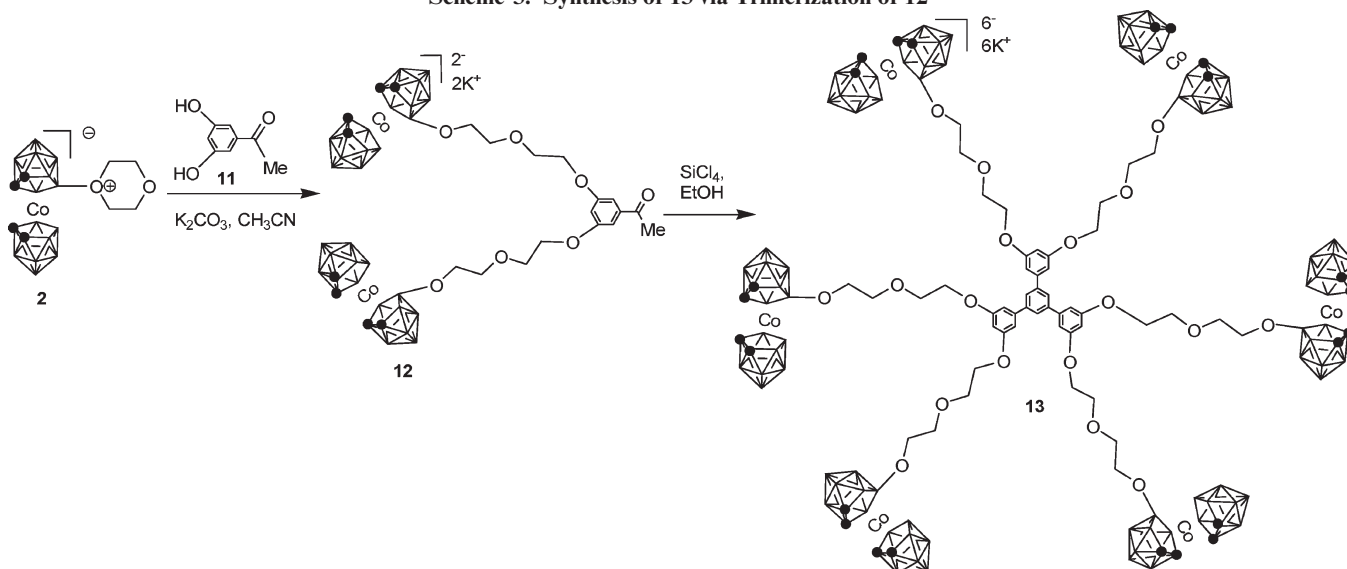 Scheme 3. Synthesis of 13 via Trimerization of 12
2-
2K+
6-
6K+
Co
Co
Co
HO
O
HO
Me
11
⊖
O
⊕
O
Co
K2CO3, CH3CN
2
O
O
O
O
O
Me
Co
O
O
O
12
SiCl4,
EtOH
O
O
O
O
O
O
Co
O
O
O
O
O
O
Co
O
O
O
O
O
O
13
Co
Co